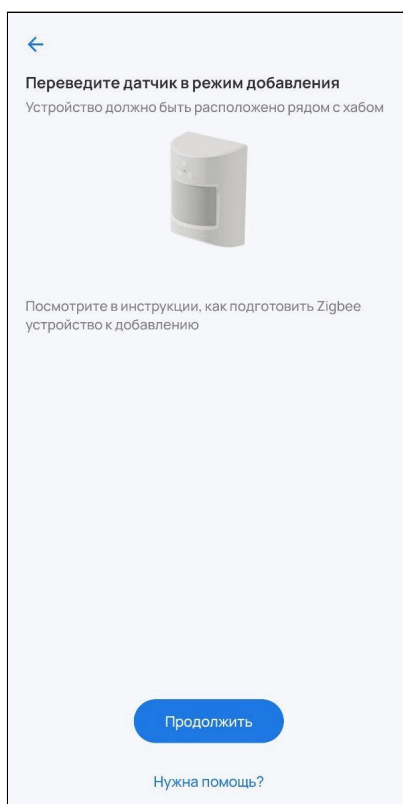 Переведите датчик в режим добавления
Устройство должно быть расположено рядом с хабом
Посмотрите в инструкции, как подготовить Zigbee
устройство к добавлению
Продолжить
Нужна помощь?